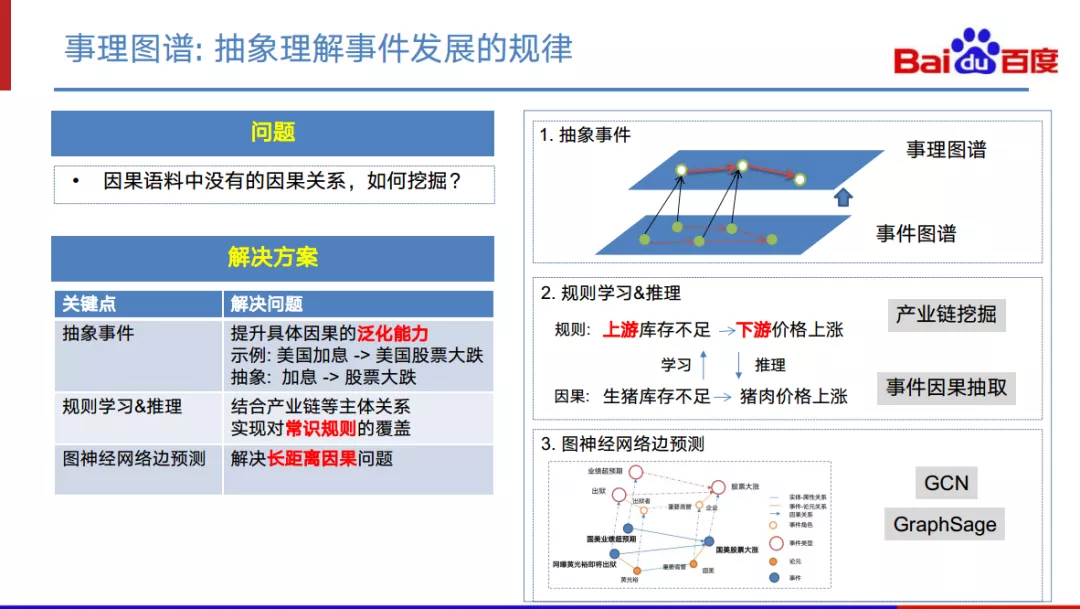 事理图谱: 抽象理解事件发展的规律
Bai du 百度
问题
• 因果语料中没有的因果关系，如何挖掘？
解决方案
关键点 解决问题
抽象事件 提升具体因果的泛化能力
示例: 美国加息 -> 美国股票大跌
抽象: 加息 -> 股票大跌
规则学习&推理 结合产业链等主体关系
实现对常识规则的覆盖
图神经网络边预测 解决长距离因果问题
1. 抽象事件
事理图谱
事件图谱
2. 规则学习&推理
产业链挖掘
规则: 上游库存不足 → 下游价格上涨
学习 推理
事件因果抽取
因果: 生猪库存不足 → 猪肉价格上涨
3. 图神经网络边预测
业绩超预期
股票大涨
出狱
出狱者
重要高管
企业
国美业绩超预期
国美股票大涨
网曝黄光裕即将出狱
黄光裕
重要高管
国美
实体-属性关系
事件-论元关系
因果关系
事件角色
事件类型
论元
事件
GCN
GraphSage